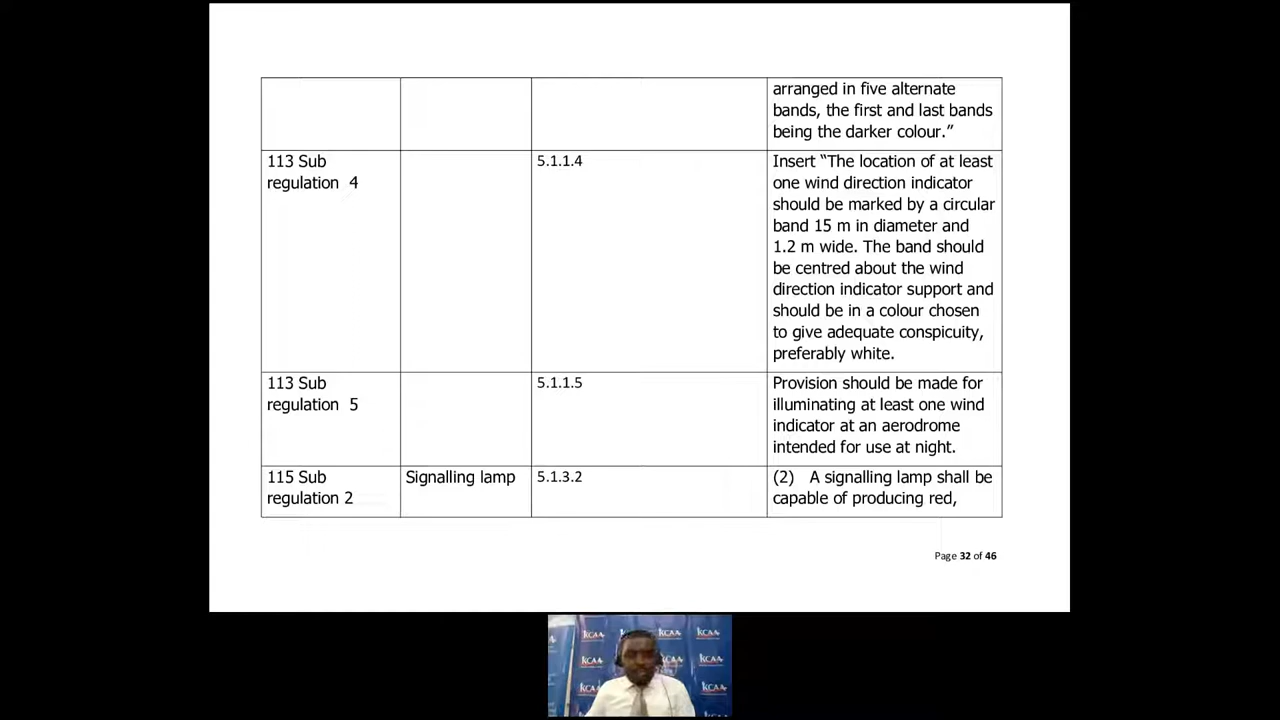 arranged in five alternate
bands, the first and last bands
being the darker colour.”
113 Sub
regulation 4
5.1.1.4
Insert “The location of at least
one wind direction indicator
should be marked by a circular
band 15 m in diameter and
1.2 m wide. The band should
be centred about the wind
direction indicator support and
should be in a colour chosen
to give adequate conspicuity,
preferably white.
113 Sub
regulation 5
5.1.1.5
Provision should be made for
illuminating at least one wind
indicator at an aerodrome
intended for use at night.
115 Sub
regulation 2
Signalling lamp
5.1.3.2
(2) A signalling lamp shall be
capable of producing red,
Page 32 of 46
KCAA KCAA KCAA
KCAA KCAA
KCAA